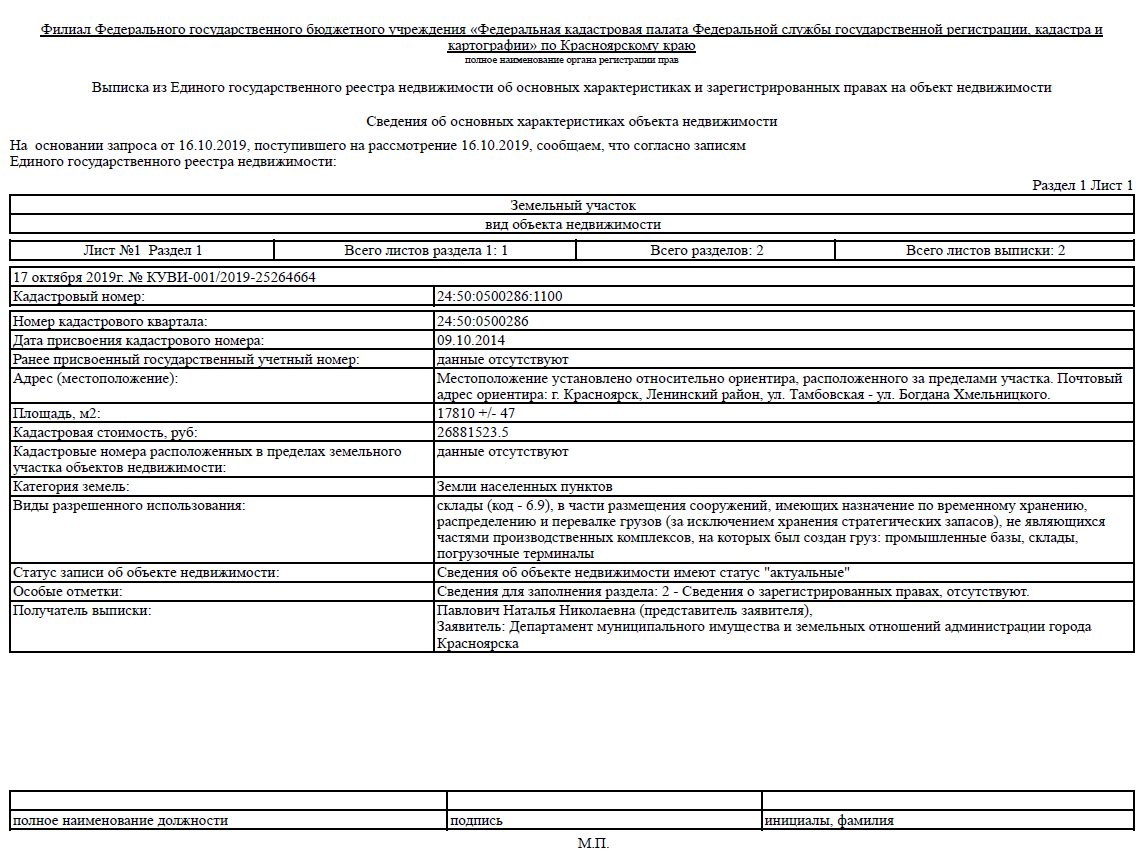 Филиал Федерального государственного бюджетного учреждения «Федеральная кадастровая палата Федеральной службы государственной регистрации, кадастра и
картографии» по Красноярскому краю
полное наименование органа регистрации прав
Выписка из Единого государственного реестра недвижимости об основных характеристиках и зарегистрированных правах на объект недвижимости
Сведения об основных характеристиках объекта недвижимости
На основании запроса от 16.10.2019, поступившего на рассмотрение 16.10.2019, сообщаем, что согласно записям
Единого государственного реестра недвижимости:
Раздел 1 Лист 1
Земельный участок
вид объекта недвижимости
Лист №1 Раздел 1 Всего листов раздела 1: 1 Всего разделов: 2 Всего листов выписки: 2
17 октября 2019г. № КУВИ-001/2019-25264664
Кадастровый номер: 24:50:0500286:1100
Номер кадастрового квартала: 24:50:0500286
Дата присвоения кадастрового номера: 09.10.2014
Ранее присвоенный государственный учетный номер: данные отсутствуют
Адрес (местоположение): Местоположение установлено относительно ориентира, расположенного за пределами участка. Почтовый
адрес ориентира: г. Красноярск, Ленинский район, ул. Тамбовская - ул. Богдана Хмельницкого.
Площадь, м2: 17810 +/- 47
Кадастровая стоимость, руб: 26881523.5
Кадастровые номера расположенных в пределах земельного данные отсутствуют
участка объектов недвижимости:
Категория земель: Земли населенных пунктов
Виды разрешенного использования: склады (код - 6.9), в части размещения сооружений, имеющих назначение по временному хранению,
распределению и перевалке грузов (за исключением хранения стратегических запасов), не являющихся
частями производственных комплексов, на которых был создан груз: промышленные базы, склады,
погрузочные терминалы
Статус записи об объекте недвижимости: Сведения об объекте недвижимости имеют статус "актуальные"
Особые отметки: Сведения для заполнения раздела: 2 - Сведения о зарегистрированных правах, отсутствуют.
Получатель выписки: Павлович Наталья Николаевна (представитель заявителя),
Заявитель: Департамент муниципального имущества и земельных отношений администрации города
Красноярска
полное наименование должности подпись инициалы, фамилия
М.П.